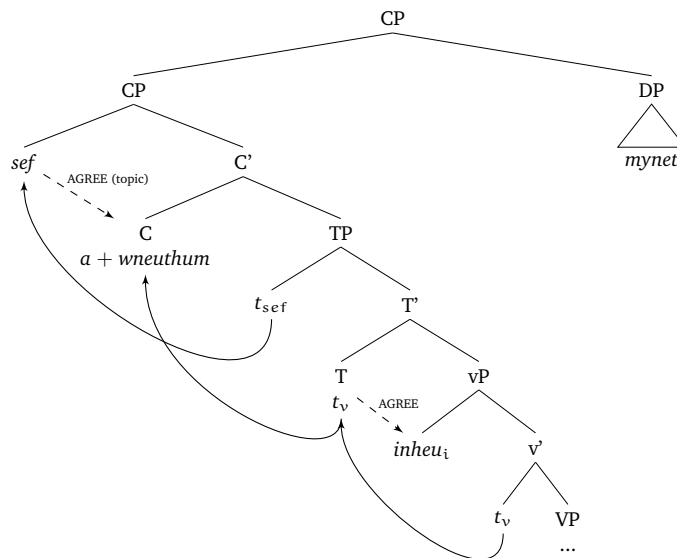 CP
CP DP
sef C' mynet
AGREE (topic)
C TP
a + wneuthum
t_sef T'
T vP
t_v AGREE
inheu_i v'
t_v VP
...